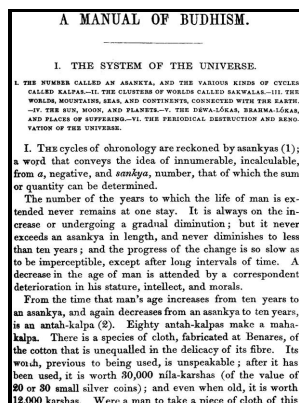 A MANUAL OF BUDHISM.
I. THE SYSTEM OF THE UNIVERSE.
I. THE NUMBER CALLED AN ASANKYA, AND THE VARIOUS KINDS OF CYCLES
CALLED KALPAS.—II. THE CLUSTERS OF WORLDS CALLED SAKWALAS.—III. THE
WORLDS, MOUNTAINS, SEAS, AND CONTINENTS, CONNECTED WITH THE EARTH.
—IV. THE SUN, MOON, AND PLANETS.—V. THE DÉWA-LÓKAS, BRAHMA-LÓKAS,
AND PLACES OF SUFFERING.—VI. THE PERIODICAL DESTRUCTION AND RENO-
VATION OF THE UNIVERSE.
I. THE cycles of chronology are reckoned by asankyas (1);
a word that conveys the idea of innumerable, incalculable,
from a, negative, and sankya, number, that of which the sum
or quantity can be determined.
The number of the years to which the life of man is ex-
tended never remains at one stay. It is always on the in-
crease or undergoing a gradual diminution; but it never
exceeds an asankya in length, and never diminishes to less
than ten years; and the progress of the change is so slow as
to be imperceptible, except after long intervals of time. A
decrease in the age of man is attended by a correspondent
deterioration in his stature, intellect, and morals.
From the time that man's age increases from ten years to
an asankya, and again decreases from an asankya to ten years,
is an antah-kalpa (2). Eighty antah-kalpas make a maha-
kalpa. There is a species of cloth, fabricated at Benares, of
the cotton that is unequalled in the delicacy of its fibre. Its
worth, previous to being used, is unspeakable; after it has
been used, it is worth 30,000 níla-karshas (of the value of
20 or 30 small silver coins); and even when old, it is worth
12,000 karshas. Were a man to take a piece of cloth of this